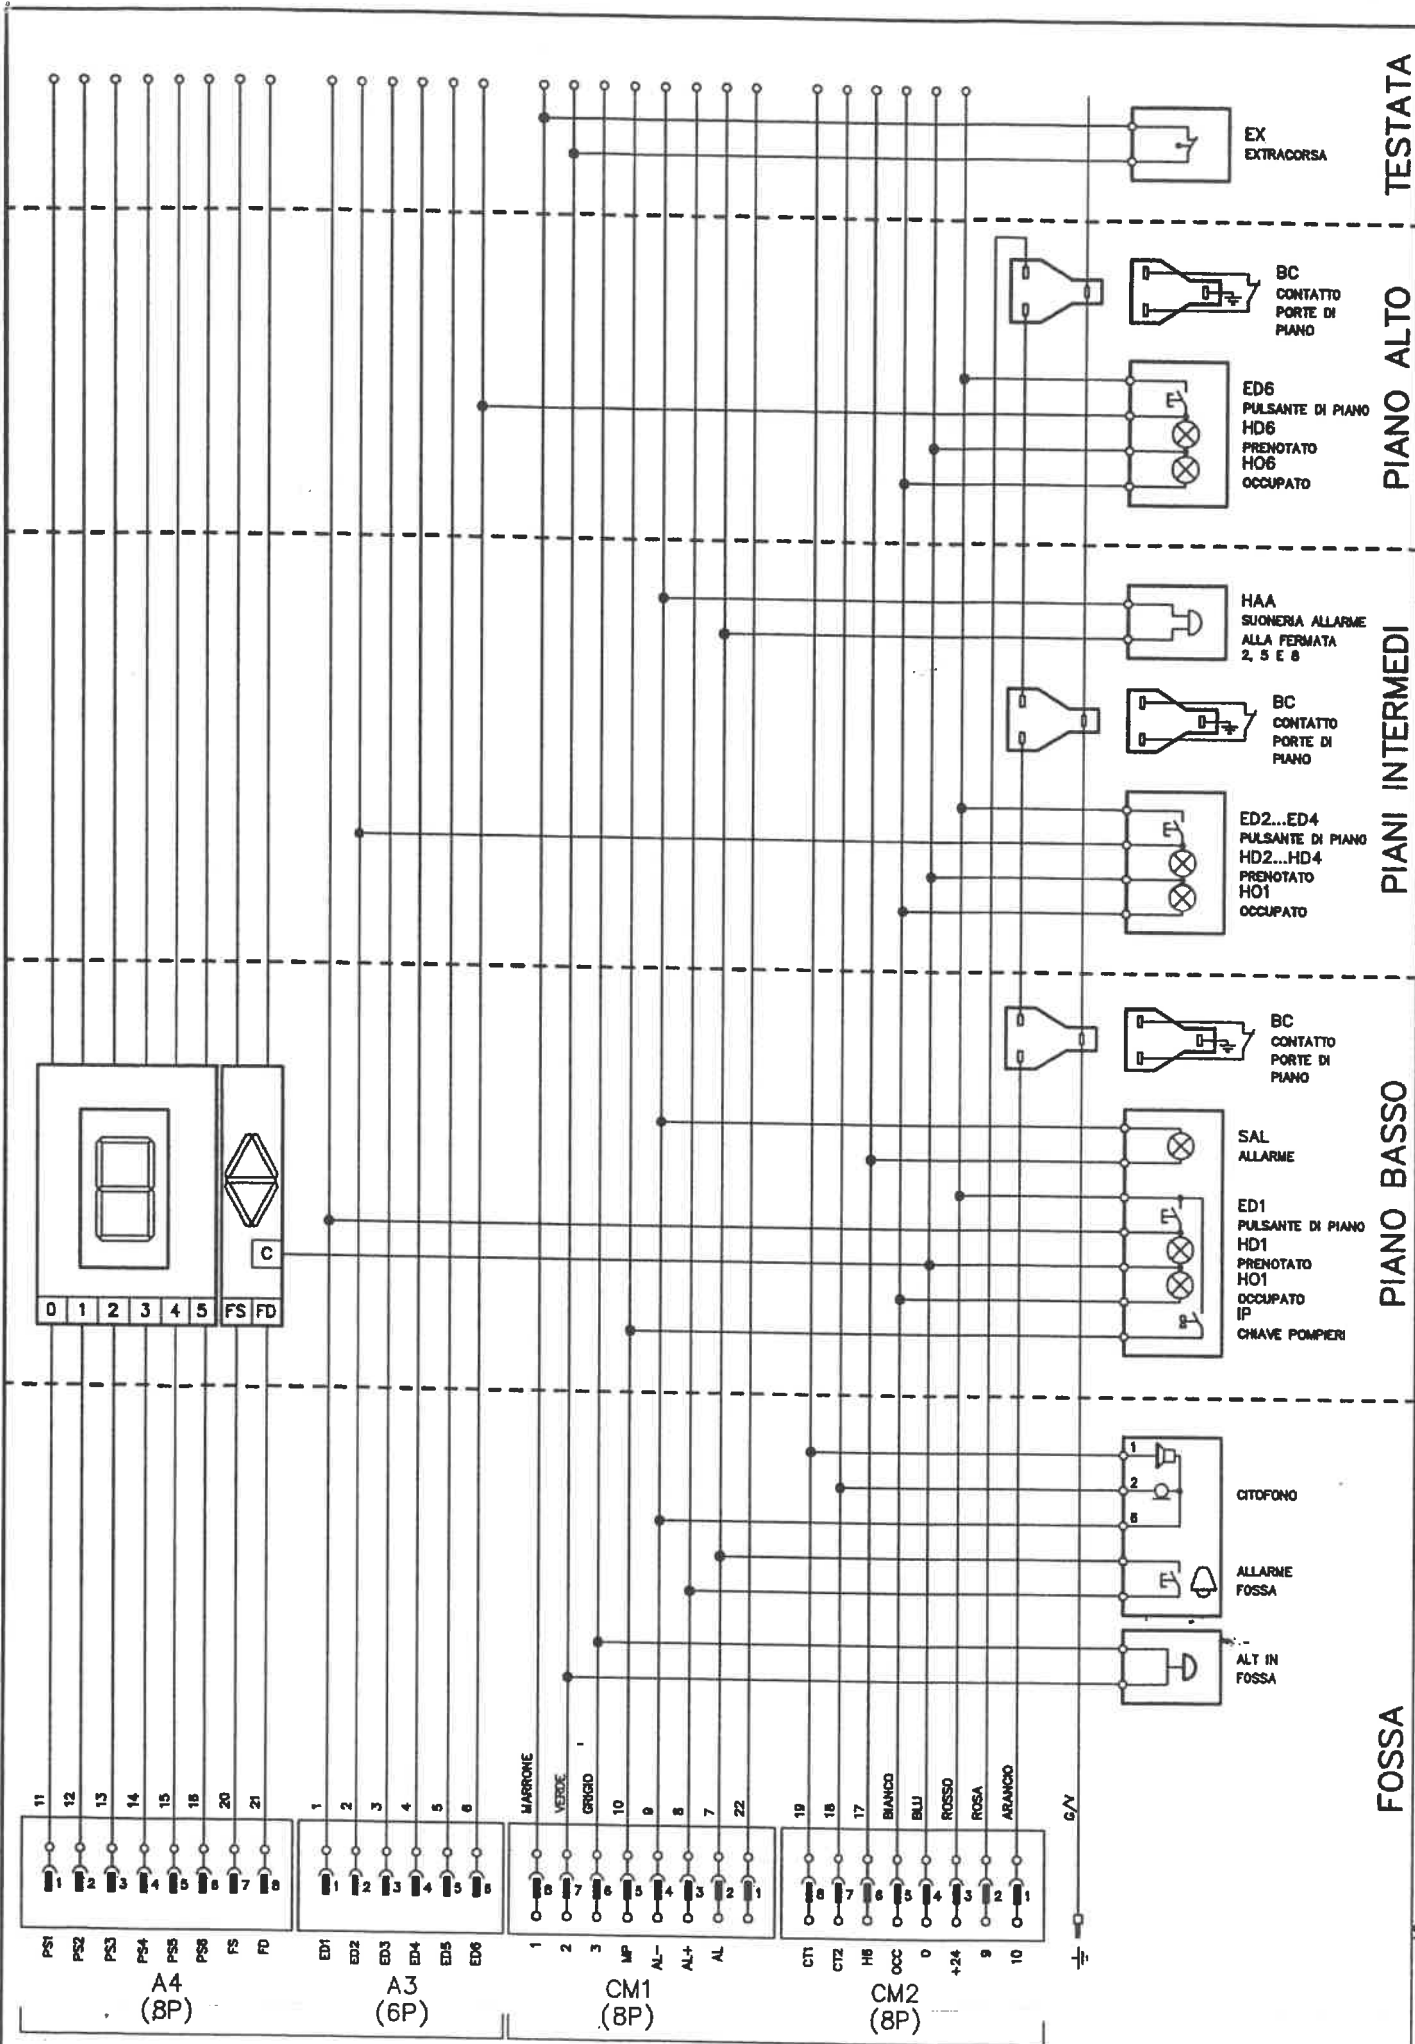 TESTATA
EX
EXTRACORSA
PIANO ALTO
BC
CONTATTO
PORTE DI
PIANO
ED6
PULSANTE DI PIANO
HD6
PRENOTATO
HO6
OCCUPATO
PIANI INTERMEDI
HAA
SUONERIA ALLARME
ALLA FERMATA
2, 5 E 8
BC
CONTATTO
PORTE DI
PIANO
ED2...ED4
PULSANTE DI PIANO
HD2...HD4
PRENOTATO
HO1
OCCUPATO
PIANO BASSO
BC
CONTATTO
PORTE DI
PIANO
SAL
ALLARME
ED1
PULSANTE DI PIANO
HD1
PRENOTATO
HO1
OCCUPATO
IP
CHIAVE POMPIERI
C
0 1 2 3 4 5 FS FD
FOSSA
1
2
6
CITOFONO
ALLARME
FOSSA
ALT IN
FOSSA
11 12 13 14 15 16 20 21
1 2 3 4 5 6
MARRONE VERDE GRIGIO 10 9 8 7 22
19 18 17 BIANCO BLU ROSSO ROSA ARANCIO
G/V
1 2 3 4 5 6 7 8
1 2 3 4 5 6
8 7 6 5 4 3 2 1
8 7 6 5 4 3 2 1
PS1 PS2 PS3 PS4 PS5 PS6 FS FD
ED1 ED2 ED3 ED4 ED5 ED6
1 2 3 MP AL- AL+ AL
CT1 CT2 H6 OCC 0 +24 9 10
A4
(8P)
A3
(6P)
CM1
(8P)
CM2
(8P)